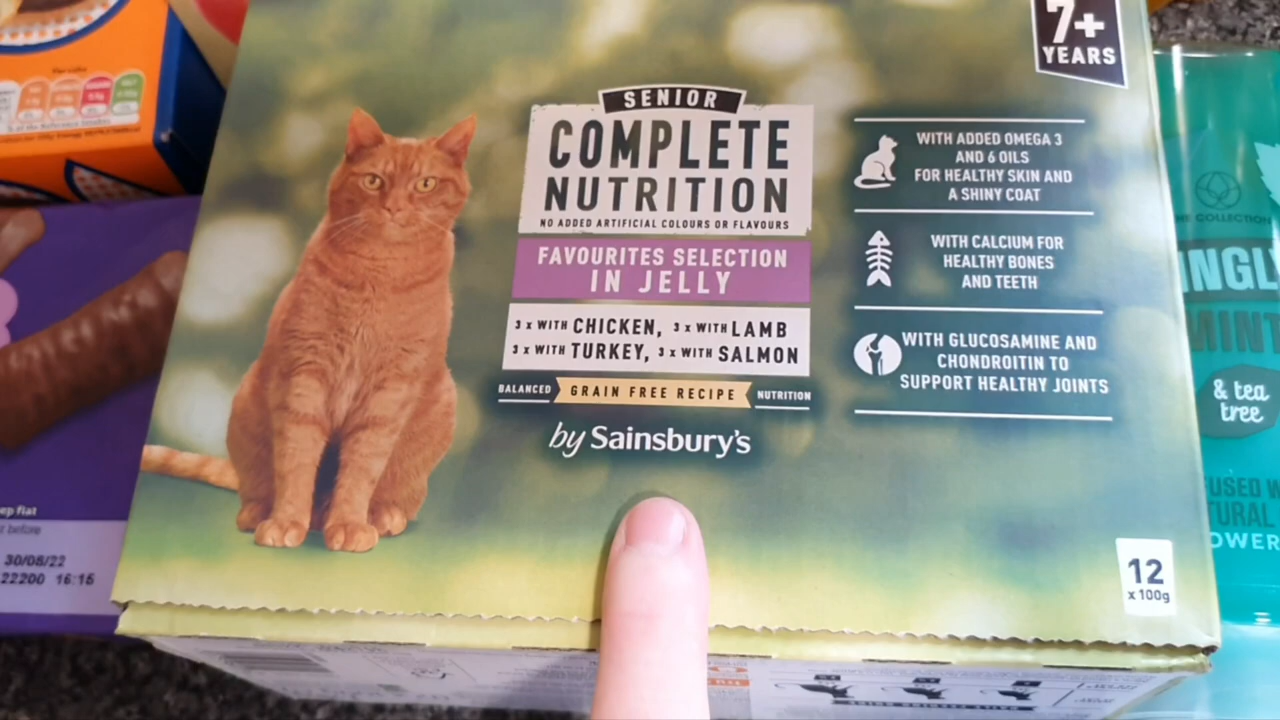 7+
YEARS
SENIOR
COMPLETE
NUTRITION
NO ADDED ARTIFICIAL COLOURS OR FLAVOURS
FAVOURITES SELECTION
IN JELLY
3 x WITH CHICKEN, 3 x WITH LAMB
3 x WITH TURKEY, 3 x WITH SALMON
BALANCED GRAIN FREE RECIPE NUTRITION
by Sainsbury's
WITH ADDED OMEGA 3
AND 6 OILS
FOR HEALTHY SKIN AND
A SHINY COAT
WITH CALCIUM FOR
HEALTHY BONES
AND TEETH
WITH GLUCOSAMINE AND
CHONDROITIN TO
SUPPORT HEALTHY JOINTS
12
x 100g
30/08/22
22200 16:15
COLLECTION
MINT
& tea
tree